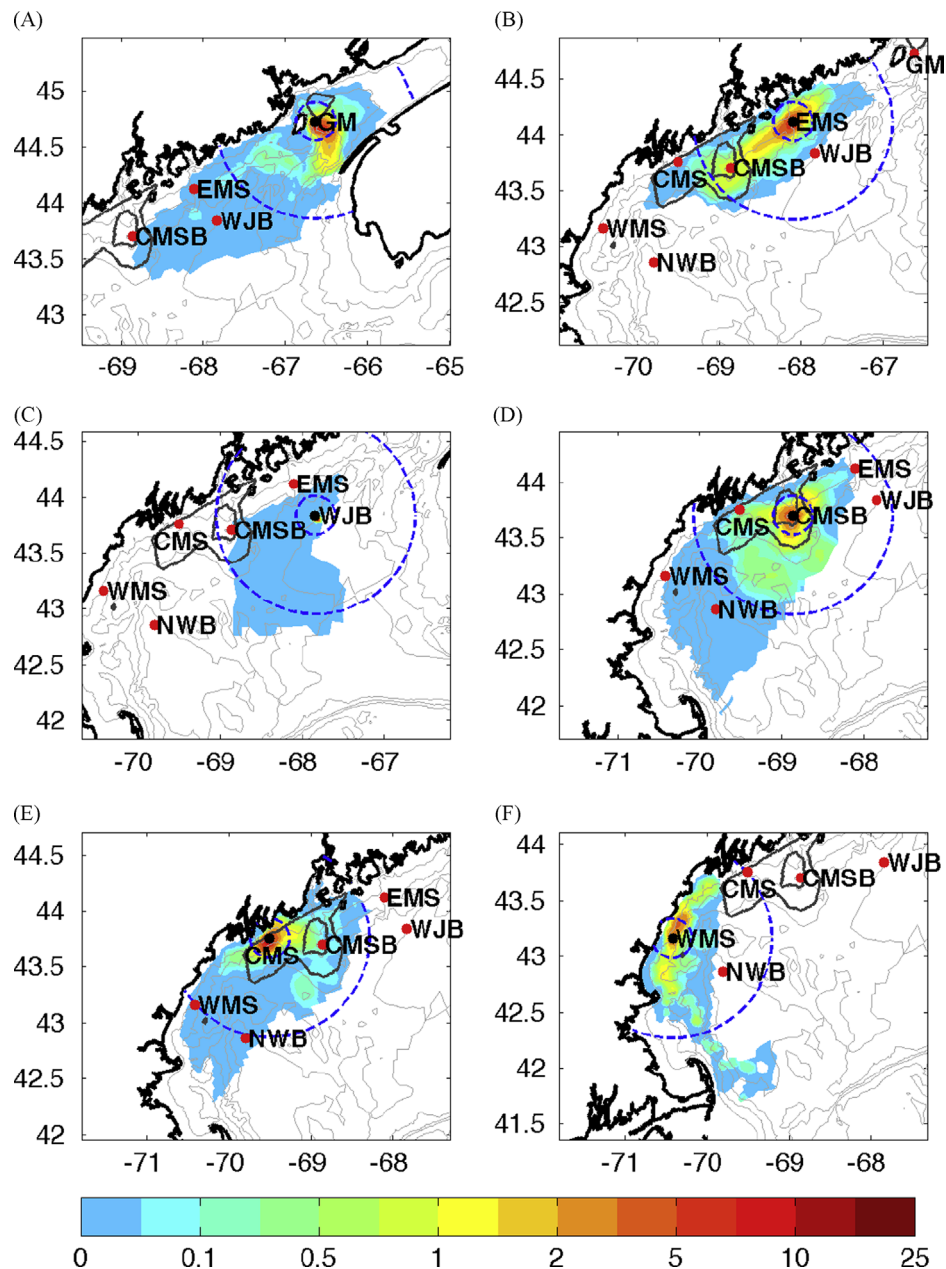 (A)
45
44.5
44
43.5
43
-69
-68
-67
-66
-65
GM
EMS
WJB
CMSB
(B)
44.5
44
43.5
43
42.5
-70
-69
-68
-67
GM
EMS
WJB
CMS
CMSB
WMS
NWB
(C)
44.5
44
43.5
43
42.5
42
-70
-69
-68
-67
EMS
WJB
CMSB
CMS
WMS
NWB
(D)
44
43.5
43
42.5
42
-71
-70
-69
-68
EMS
WJB
CMSB
CMS
WMS
NWB
(E)
44.5
44
43.5
43
42.5
42
-71
-70
-69
-68
EMS
WJB
CMSB
CMS
WMS
NWB
(F)
44
43.5
43
42.5
42
41.5
-71
-70
-69
-68
WJB
CMSB
CMS
WMS
NWB
0 0.1 0.5 1 2 5 10 25